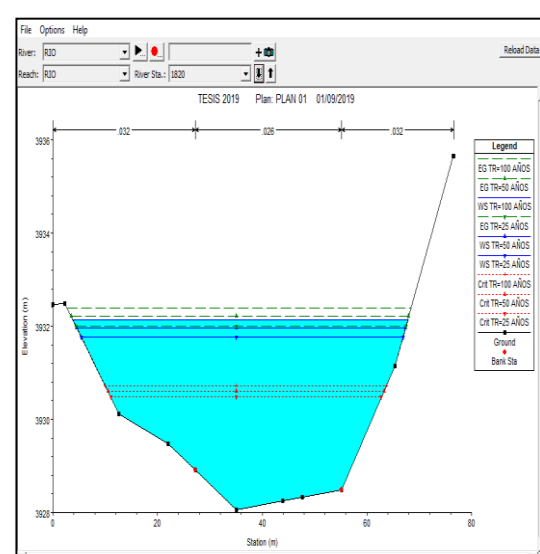 File Options Help
River: RIO
Reload Data
Reach: RIO River Sta.: 1820
TESIS 2019 Plan: PLAN 01 01/09/2019
.032 .026 .032
Legend
EG TR=100 AÑOS
EG TR=50 AÑOS
WS TR=100 AÑOS
EG TR=25 AÑOS
WS TR=50 AÑOS
WS TR=25 AÑOS
Crit TR=100 AÑOS
Crit TR=50 AÑOS
Crit TR=25 AÑOS
Ground
Bank Sta
3936
3934
3932
3930
3928
Elevation (m)
0 20 40 60 80
Station (m)